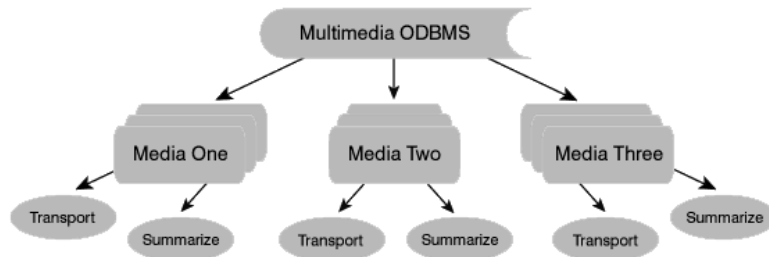 Multimedia ODBMS
Media One
Media Two
Media Three
Transport
Summarize
Transport
Summarize
Transport
Summarize